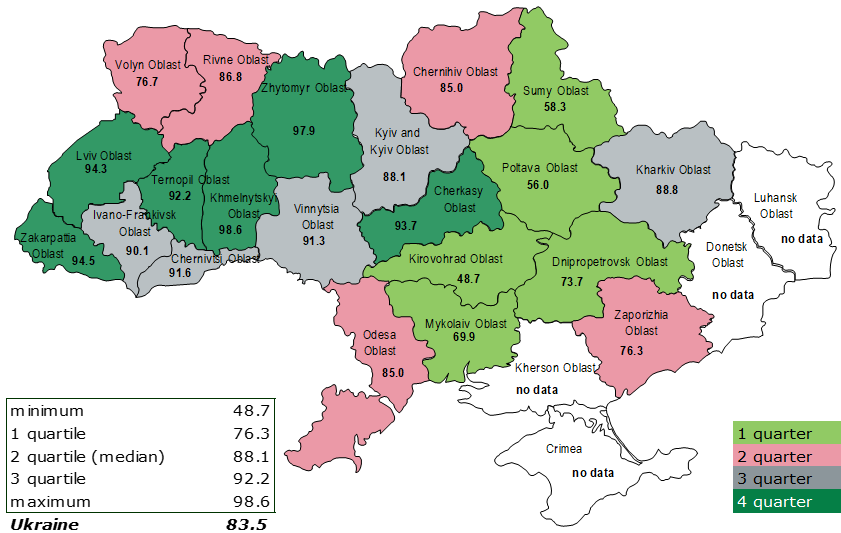 Volyn Oblast
76.7
Rivne Oblast
86.8
Zhytomyr Oblast
97.9
Chernihiv Oblast
85.0
Sumy Oblast
58.3
Kyiv and
Kyiv Oblast
88.1
Lviv Oblast
94.3
Ternopil Oblast
92.2
Khmelnytskyi
Oblast
98.6
Poltava Oblast
56.0
Kharkiv Oblast
88.8
Luhansk
Oblast
no data
Cherkasy
Oblast
93.7
Vinnytsia
Oblast
91.3
Ivano-Frankivsk
Oblast
90.1
Zakarpattia
Oblast
94.5
Chernivtsi Oblast
91.6
Kirovohrad Oblast
48.7
Dnipropetrovsk Oblast
73.7
Donetsk
Oblast
no data
Zaporizhia
Oblast
76.3
Mykolaiv Oblast
69.9
Odesa
Oblast
85.0
Kherson Oblast
no data
Crimea
no data
minimum 48.7
1 quartile 76.3
2 quartile (median) 88.1
3 quartile 92.2
maximum 98.6
Ukraine 83.5
1 quarter
2 quarter
3 quarter
4 quarter